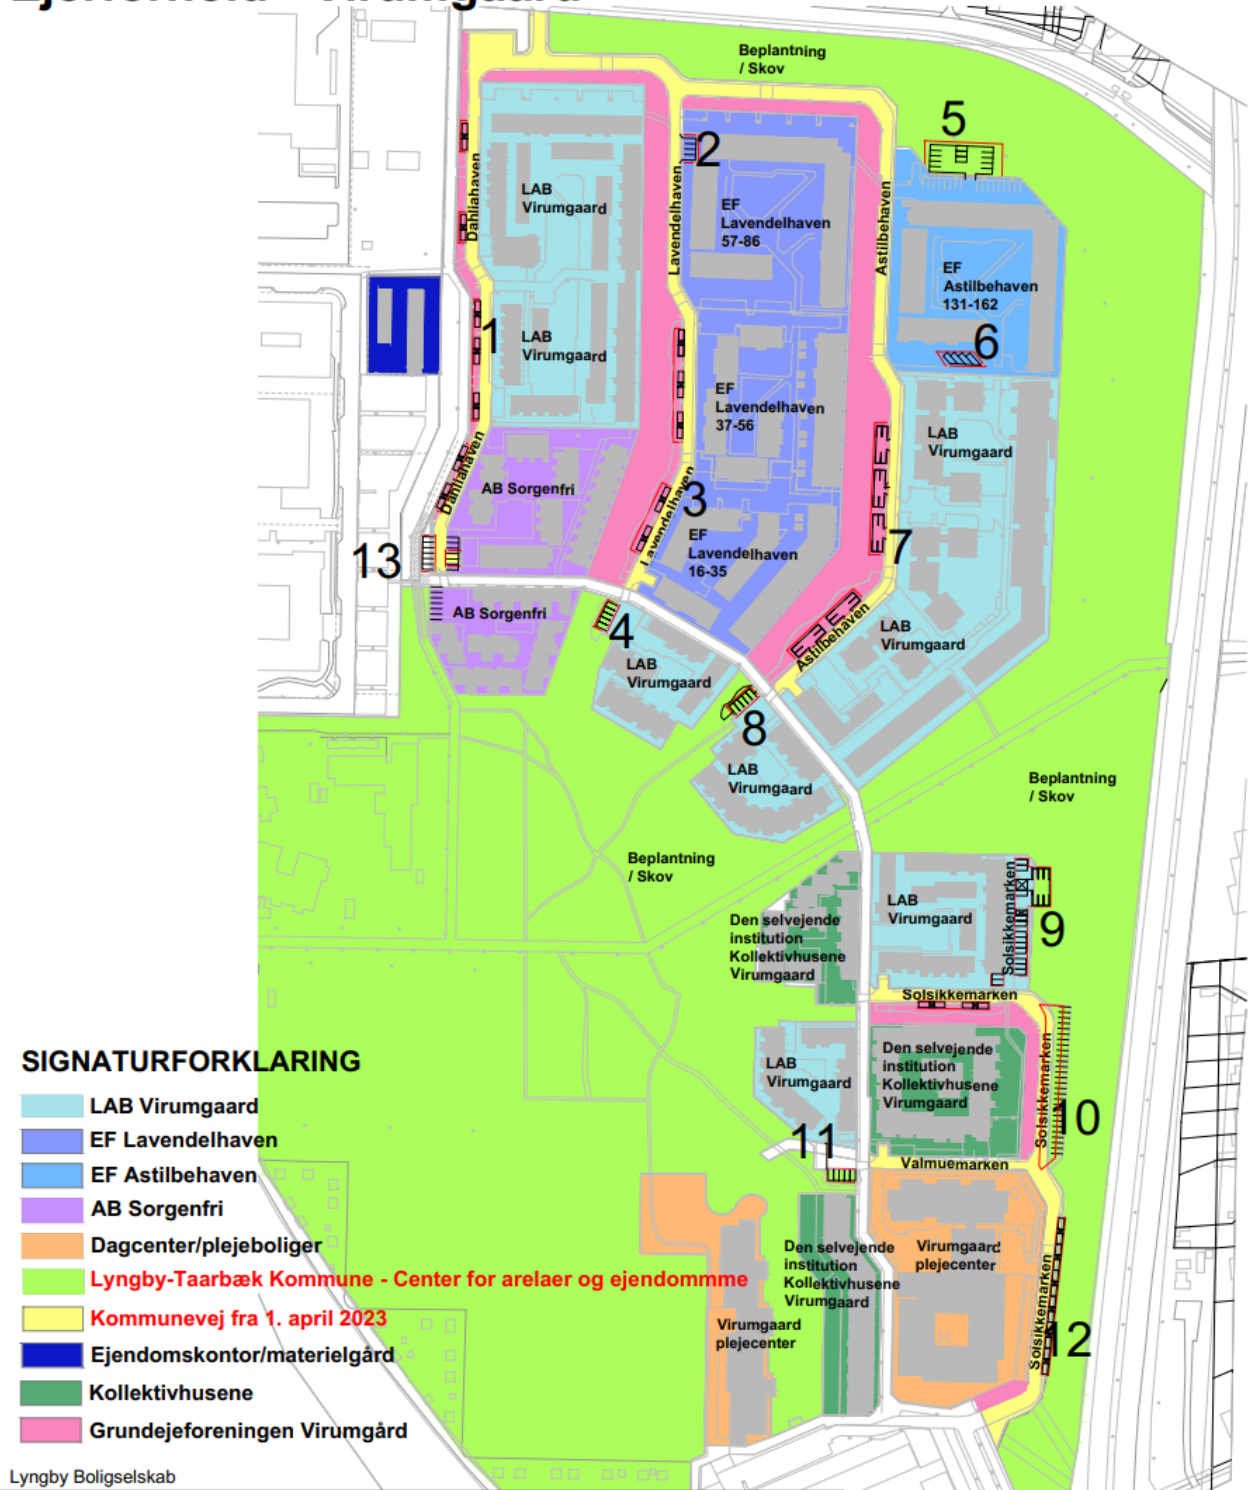 Ejerforhold - Virumgaard
Beplantning
/ Skov
5
2
Dahliahaven
Lavendelhaven
Astilbehaven
LAB
Virumgaard
EF
Lavendelhaven
57-86
EF
Astilbehaven
131-162
1
6
LAB
Virumgaard
EF
Lavendelhaven
37-56
LAB
Virumgaard
Dahliahaven
AB Sorgenfri
3
Lavendelhaven
EF
Lavendelhaven
16-35
7
13
AB Sorgenfri
4
Astilbehaven
LAB
Virumgaard
LAB
Virumgaard
8
LAB
Virumgaard
Beplantning
/ Skov
Beplantning
/ Skov
LAB
Virumgaard
Solsikkemarken
9
Den selvejende
institution
Kollektivhusene
Virumgaard
Solsikkemarken
Den selvejende
institution
Kollektivhusene
Virumgaard
Solsikkemarken
10
LAB
Virumgaard
11
Valmuemarken
Den selvejende
institution
Kollektivhusene
Virumgaard
Virumgaard
plejecenter
Solsikkemarken
12
Virumgaard
plejecenter
SIGNATURFORKLARING
LAB Virumgaard
EF Lavendelhaven
EF Astilbehaven
AB Sorgenfri
Dagcenter/plejeboliger
Lyngby-Taarbæk Kommune - Center for arelaer og ejendommme
Kommunevej fra 1. april 2023
Ejendomskontor/materielgård
Kollektivhusene
Grundejeforeningen Virumgård
Lyngby Boligselskab